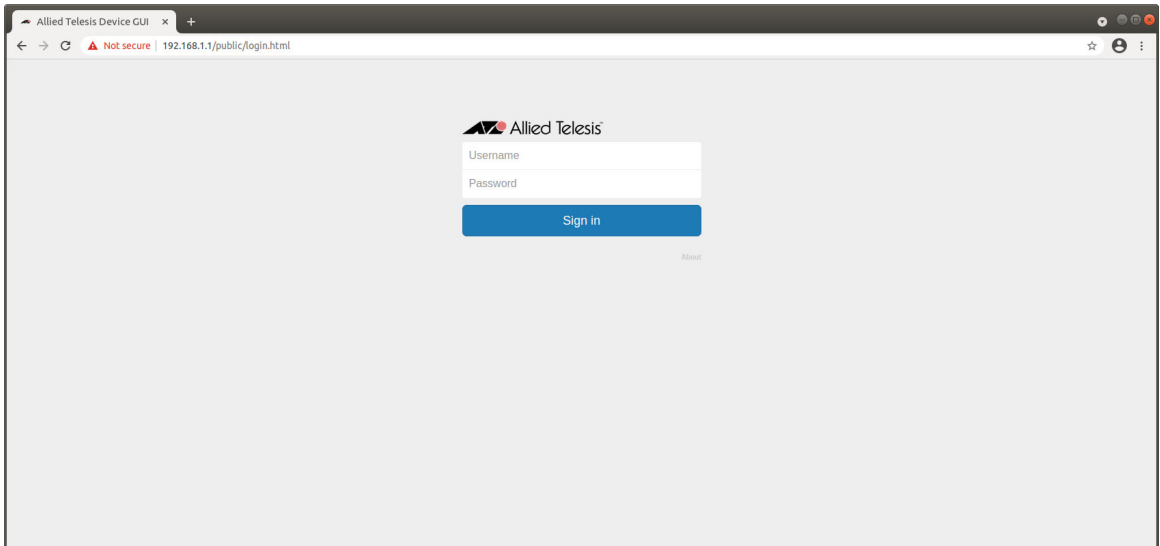 Allied Telesis Device GUI
Not secure 192.168.1.1/public/login.html
Allied Telesis™
Username
Password
Sign in
About